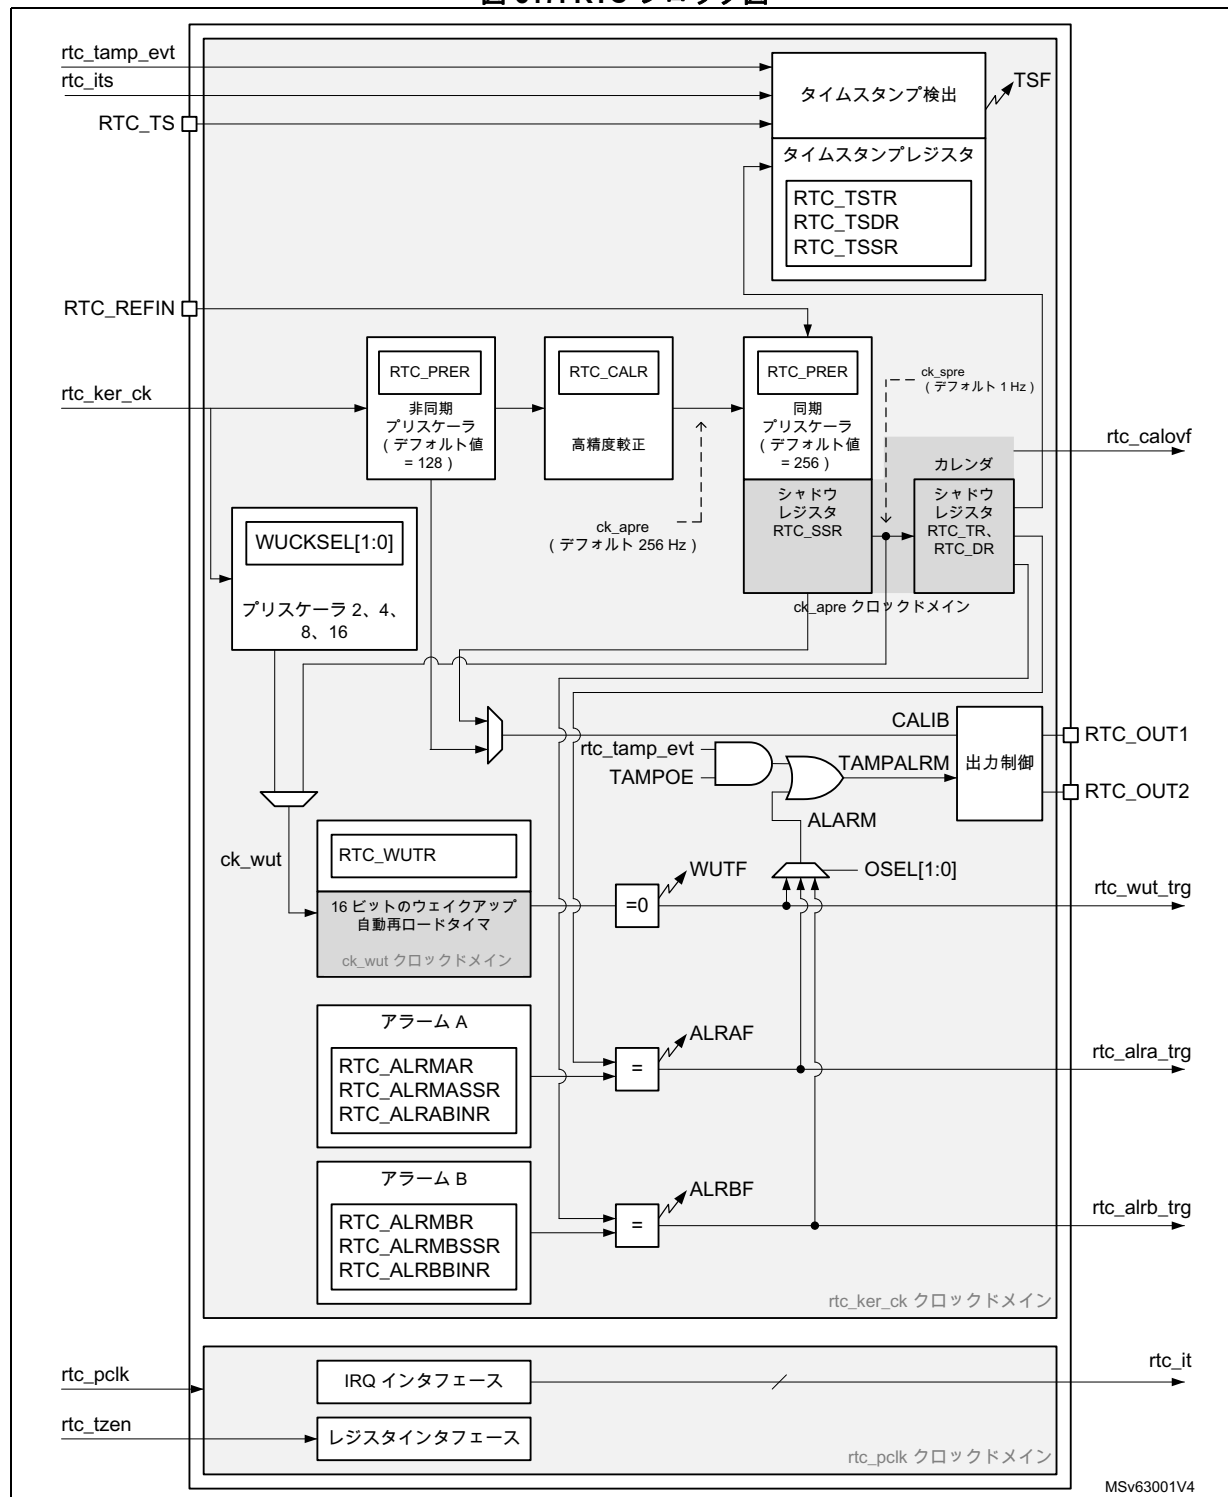 rtc_tamp_evt
rtc_its
RTC_TS
タイムスタンプ検出
TSF
タイムスタンプレジスタ
RTC_TSTR
RTC_TSDR
RTC_TSSR
RTC_REFIN
rtc_ker_ck
RTC_PRER
非同期
プリスケーラ
（デフォルト値
= 128）
RTC_CALR
高精度較正
RTC_PRER
同期
プリスケーラ
（デフォルト値
= 256）
ck_spre
（デフォルト 1 Hz）
rtc_calovf
カレンダ
シャドウ
レジスタ
RTC_SSR
シャドウ
レジスタ
RTC_TR、
RTC_DR
ck_apre
（デフォルト 256 Hz）
ck_apre クロックドメイン
WUCKSEL[1:0]
プリスケーラ 2、4、
8、16
CALIB
rtc_tamp_evt
TAMPOE
TAMPALRM
出力制御
RTC_OUT1
RTC_OUT2
ALARM
OSEL[1:0]
ck_wut
RTC_WUTR
16 ビットのウェイクアップ
自動再ロードタイマ
ck_wut クロックドメイン
=0
WUTF
rtc_wut_trg
アラーム A
RTC_ALRMAR
RTC_ALRMASSR
RTC_ALRABINR
=
ALRAF
rtc_alra_trg
アラーム B
RTC_ALRMBR
RTC_ALRMBSSR
RTC_ALRBBINR
=
ALRBF
rtc_alrb_trg
rtc_ker_ck クロックドメイン
rtc_pclk
IRQ インタフェース
rtc_it
rtc_tzen
レジスタインタフェース
rtc_pclk クロックドメイン
MSv63001V4